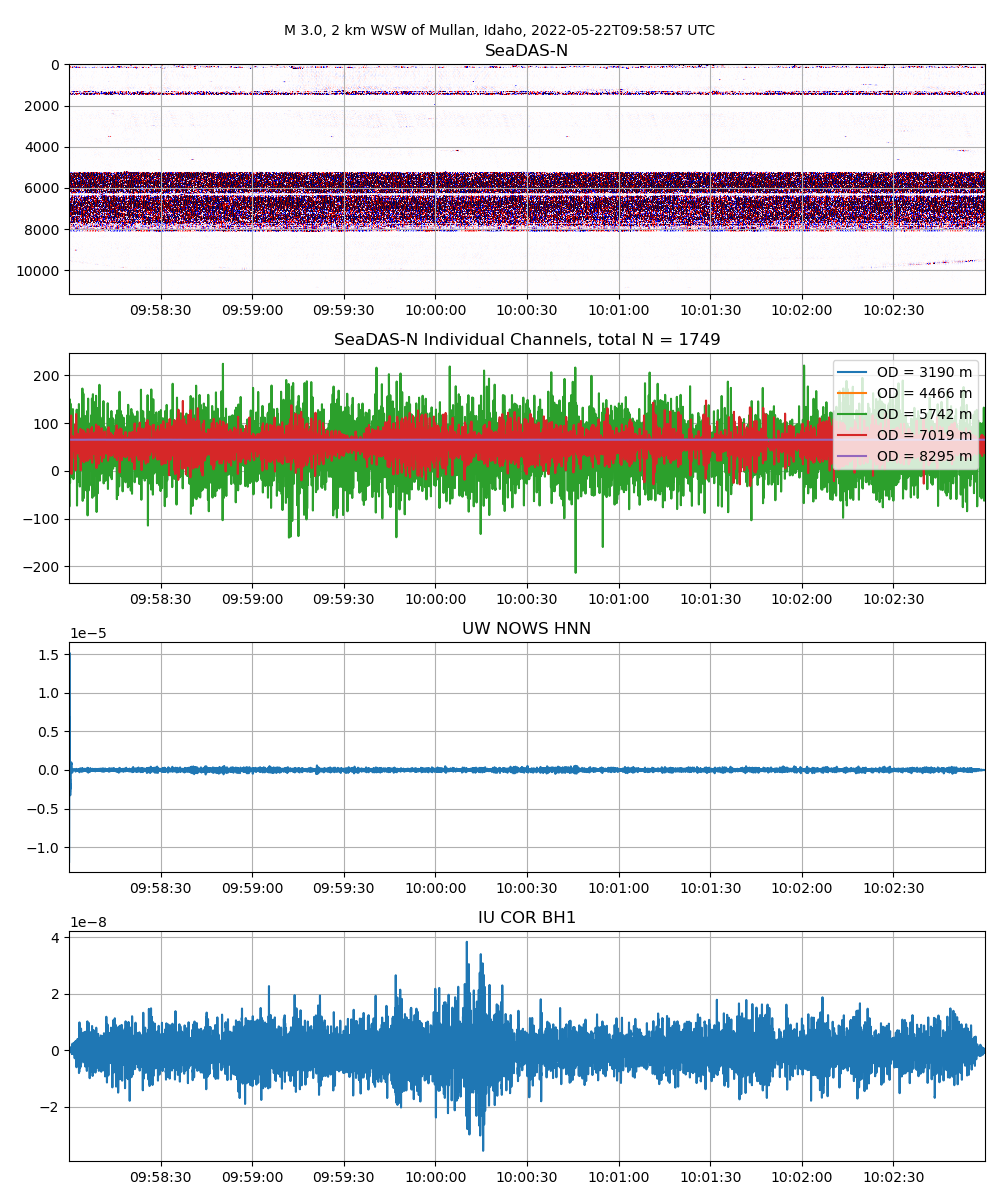 M 3.0, 2 km WSW of Mullan, Idaho, 2022-05-22T09:58:57 UTC
SeaDAS-N
0
2000
4000
6000
8000
10000
09:58:30 09:59:00 09:59:30 10:00:00 10:00:30 10:01:00 10:01:30 10:02:00 10:02:30
SeaDAS-N Individual Channels, total N = 1749
200
100
0
−100
−200
OD = 3190 m
OD = 4466 m
OD = 5742 m
OD = 7019 m
OD = 8295 m
09:58:30 09:59:00 09:59:30 10:00:00 10:00:30 10:01:00 10:01:30 10:02:00 10:02:30
1e−5
UW NOWS HNN
1.5
1.0
0.5
0.0
−0.5
−1.0
09:58:30 09:59:00 09:59:30 10:00:00 10:00:30 10:01:00 10:01:30 10:02:00 10:02:30
1e−8
IU COR BH1
4
2
0
−2
09:58:30 09:59:00 09:59:30 10:00:00 10:00:30 10:01:00 10:01:30 10:02:00 10:02:30